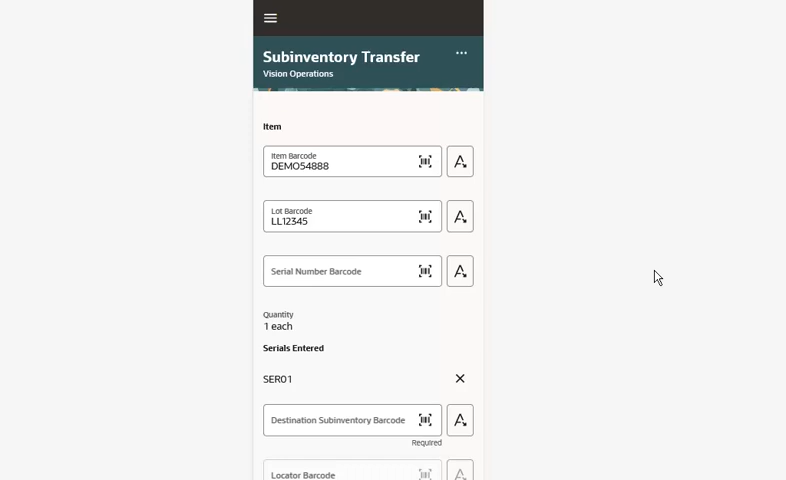 Subinventory Transfer
...
Vision Operations
Item
Item Barcode
DEMO54888
Lot Barcode
LL12345
Serial Number Barcode
Quantity
1 each
Serials Entered
SER01
Destination Subinventory Barcode
Required
Locator Barcode